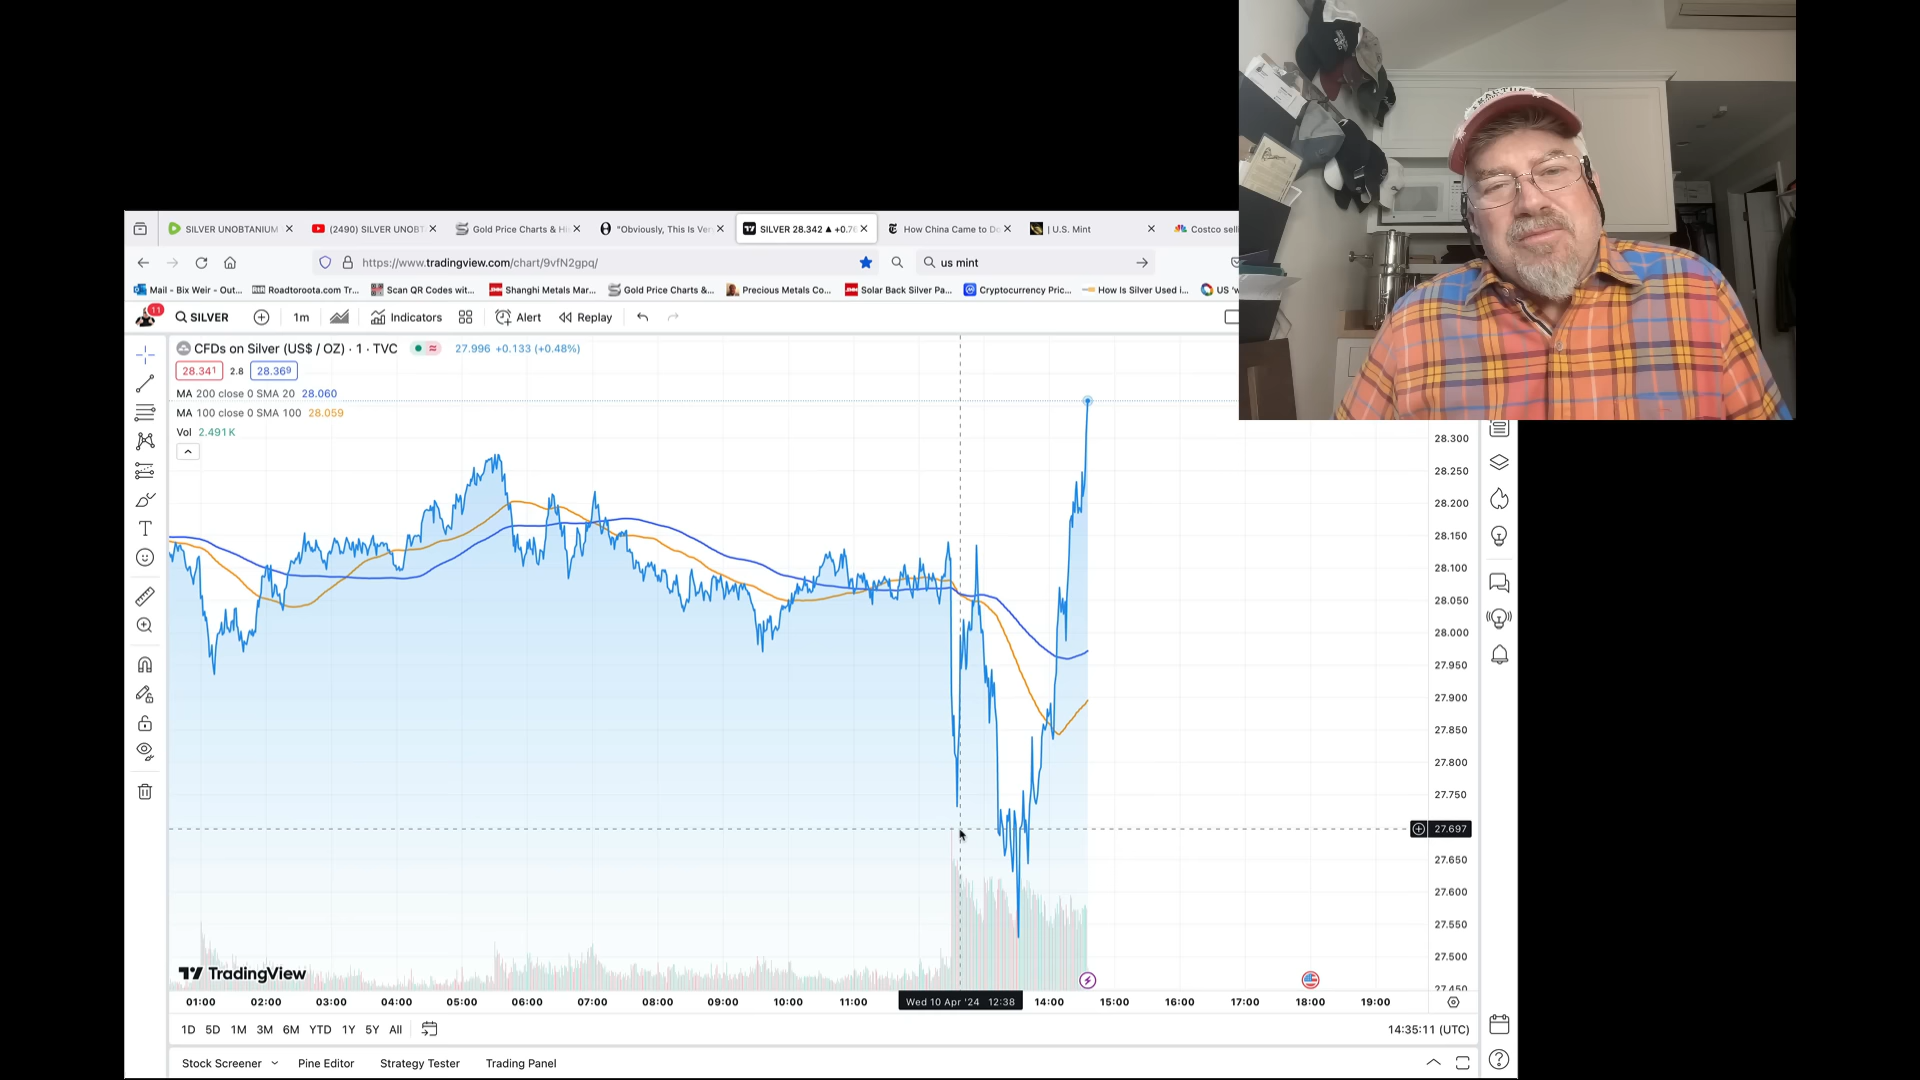 SILVER UNOBTANIUM
(2490) SILVER UNOBT
Gold Price Charts & Hi
"Obviously, This Is Ver
SILVER 28.342 ▲ +0.76
How China Came to Do
| U.S. Mint
Costco selli
https://www.tradingview.com/chart/9vfN2gpq/
us mint
Mail - Bix Weir - Out...
Roadtoroota.com Tr...
Scan QR Codes wit...
Shanghi Metals Mar...
Gold Price Charts &...
Precious Metals Co...
Solar Back Silver Pa...
Cryptocurrency Pric...
How Is Silver Used i...
11
SILVER
1m
Indicators
Alert
Replay
CFDs on Silver (US$ / OZ) · 1 · TVC
27.996 +0.133 (+0.48%)
28.341 2.8 28.369
MA 200 close 0 SMA 20 28.060
MA 100 close 0 SMA 100 28.059
Vol 2.491K
28.300
28.250
28.200
28.150
28.100
28.050
28.000
27.950
27.900
27.850
27.800
27.750
27.697
27.650
27.600
27.550
27.500
27.450
TradingView
01:00 02:00 03:00 04:00 05:00 06:00 07:00 08:00 09:00 10:00 11:00 Wed 10 Apr '24 12:38 14:00 15:00 16:00 17:00 18:00 19:00
1D 5D 1M 3M 6M YTD 1Y 5Y All
14:35:11 (UTC)
Stock Screener Pine Editor Strategy Tester Trading Panel